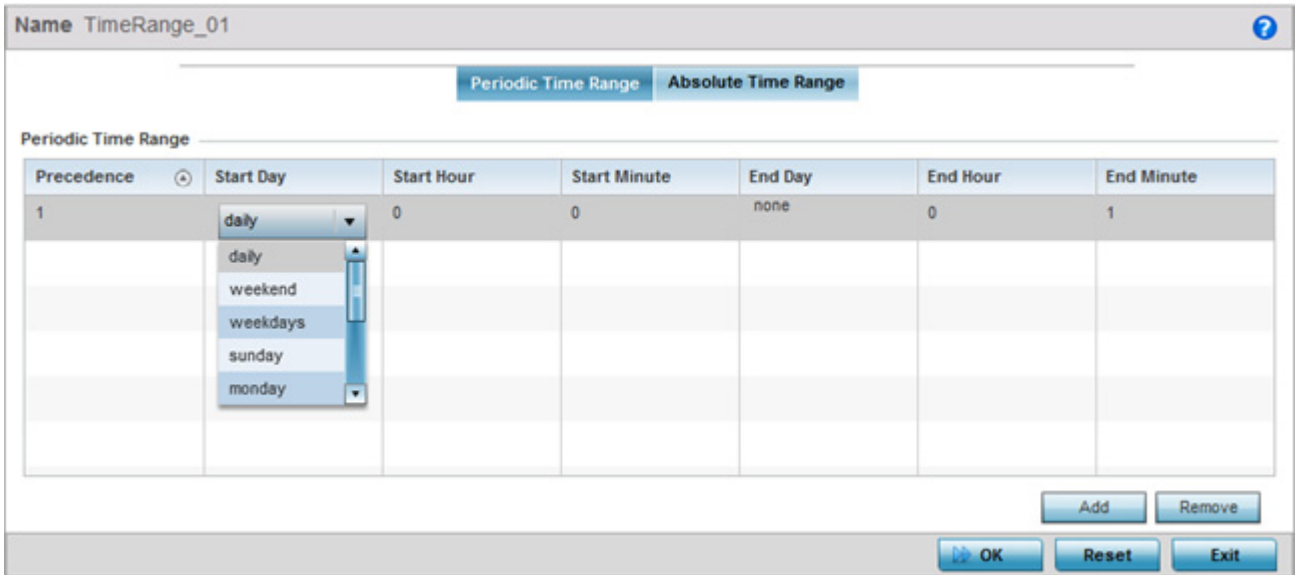 Name TimeRange_01 ?
Periodic Time Range Absolute Time Range
Periodic Time Range
Precedence Start Day Start Hour Start Minute End Day End Hour End Minute
1 daily 0 0 none 0 1
daily
weekend
weekdays
sunday
monday
Add Remove
OK Reset Exit